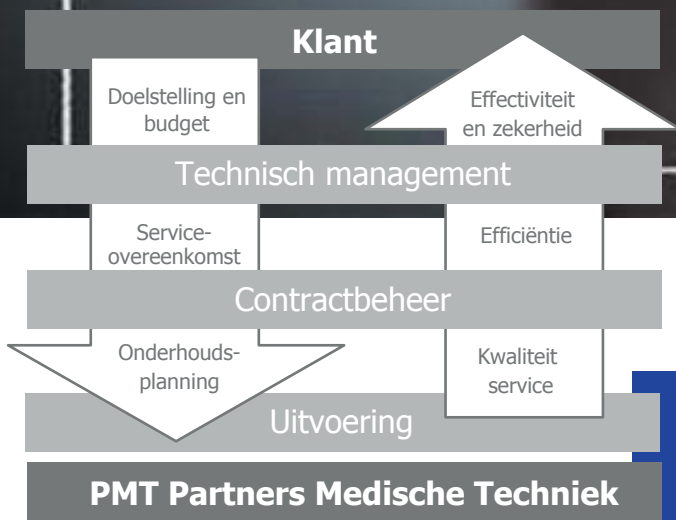 Klant
Doelstelling en
budget
Effectiviteit
en zekerheid
Technisch management
Service-
overeenkomst
Efficiëntie
Contractbeheer
Onderhouds-
planning
Kwaliteit
service
Uitvoering
PMT Partners Medische Techniek